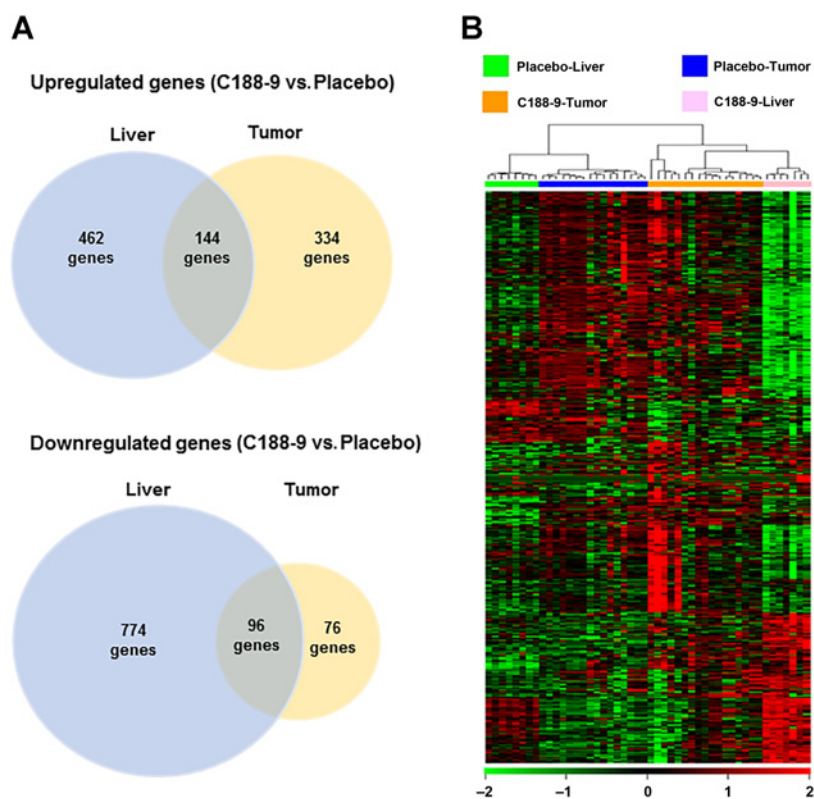 A
Upregulated genes (C188-9 vs. Placebo)
Liver
Tumor
462
genes
144
genes
334
genes
Downregulated genes (C188-9 vs. Placebo)
Liver
Tumor
774
genes
96
genes
76
genes
B
Placebo-Liver
Placebo-Tumor
C188-9-Tumor
C188-9-Liver
–2
–1
0
1
2